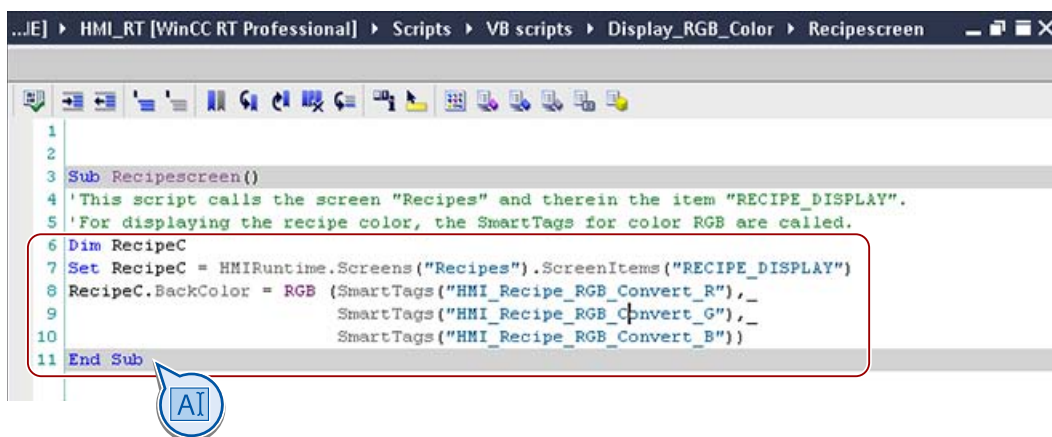 ...JE] ▸ HMI_RT [WinCC RT Professional] ▸ Scripts ▸ VB scripts ▸ Display_RGB_Color ▸ Recipescreen
1
2
3 Sub Recipescreen()
4 'This script calls the screen "Recipes" and therein the item "RECIPE_DISPLAY".
5 'For displaying the recipe color, the SmartTags for color RGB are called.
6 Dim RecipeC
7 Set RecipeC = HMIRuntime.Screens("Recipes").ScreenItems("RECIPE_DISPLAY")
8 RecipeC.BackColor = RGB (SmartTags("HMI_Recipe_RGB_Convert_R"),_
9 SmartTags("HMI_Recipe_RGB_Convert_G"),_
10 SmartTags("HMI_Recipe_RGB_Convert_B"))
11 End Sub
A